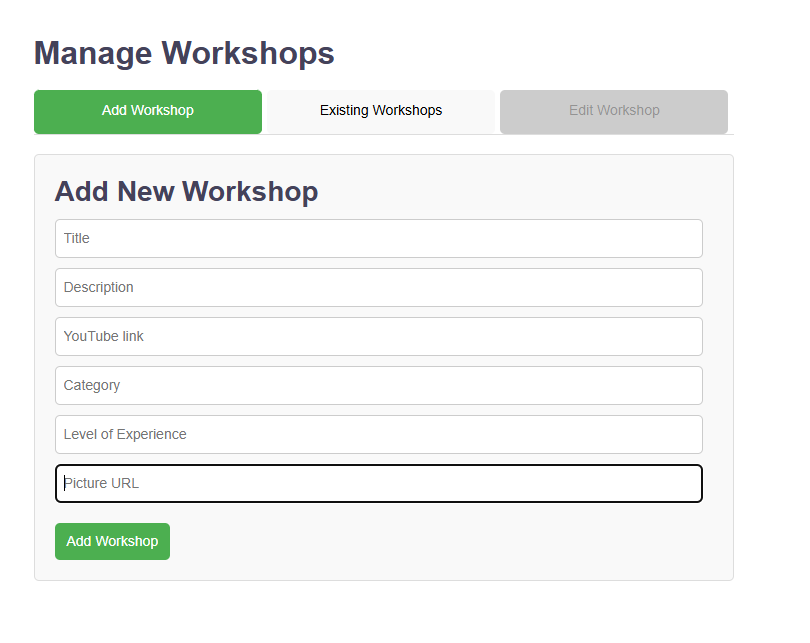 Manage Workshops
Add Workshop
Existing Workshops
Edit Workshop
Add New Workshop
Title
Description
YouTube link
Category
Level of Experience
Picture URL
Add Workshop